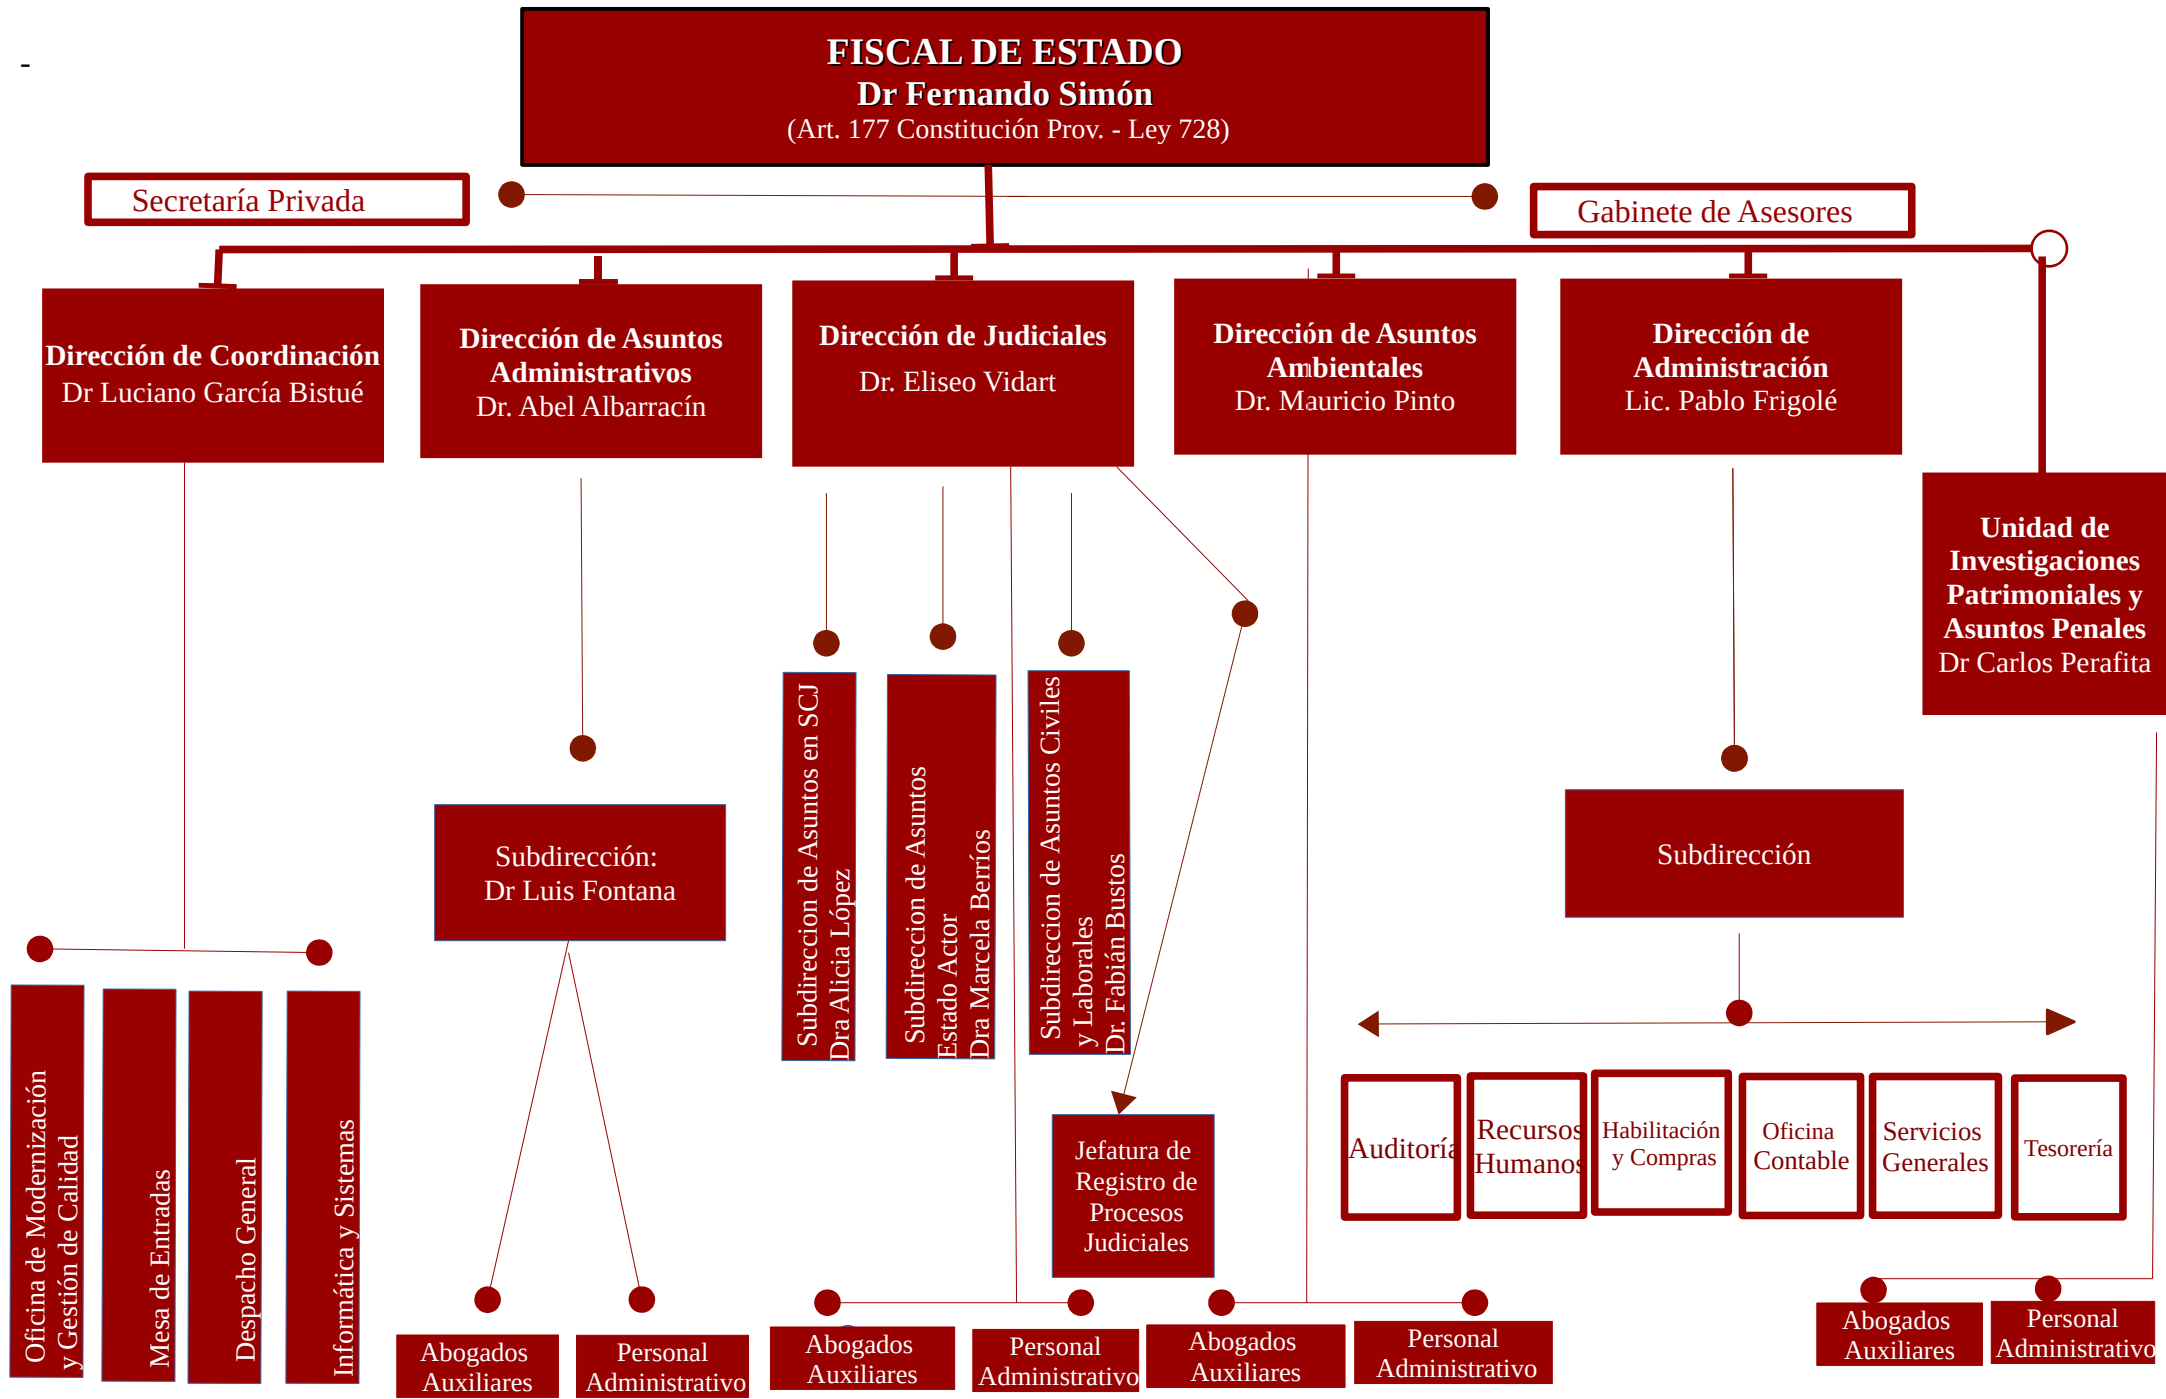 -
FISCAL DE ESTADO
Dr Fernando Simón
(Art. 177 Constitución Prov. - Ley 728)
Secretaría Privada
Gabinete de Asesores
Dirección de Coordinación
Dr Luciano García Bistué
Dirección de Asuntos
Administrativos
Dr. Abel Albarracín
Dirección de Judiciales
Dr. Eliseo Vidart
Dirección de Asuntos
Ambientales
Dr. Mauricio Pinto
Dirección de
Administración
Lic. Pablo Frigolé
Unidad de
Investigaciones
Patrimoniales y
Asuntos Penales
Dr Carlos Perafita
Subdirección:
Dr Luis Fontana
Subdireccion de Asuntos en SCJ
Dra Alicia López
Subdireccion de Asuntos
Estado Actor
Dra Marcela Berríos
Subdireccion de Asuntos Civiles
y Laborales
Dr. Fabián Bustos
Subdirección
Oficina de Modernización
y Gestión de Calidad
Mesa de Entradas
Despacho General
Informática y Sistemas
Jefatura de
Registro de
Procesos
Judiciales
Auditoría
Recursos
Humanos
Habilitación
y Compras
Oficina
Contable
Servicios
Generales
Tesorería
Abogados
Auxiliares
Personal
Administrativo
Abogados
Auxiliares
Personal
Administrativo
Abogados
Auxiliares
Personal
Administrativo
Abogados
Auxiliares
Personal
Administrativo